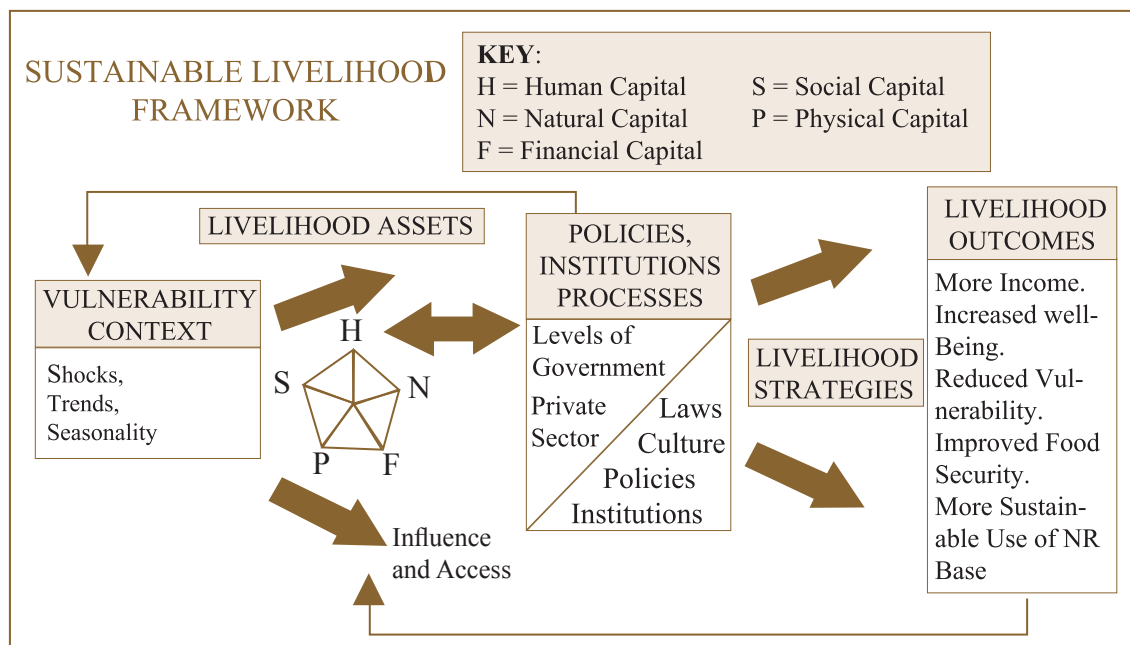 SUSTAINABLE LIVELIHOOD
FRAMEWORK
KEY:
H = Human Capital
S = Social Capital
N = Natural Capital
P = Physical Capital
F = Financial Capital
LIVELIHOOD ASSETS
VULNERABILITY
CONTEXT
Shocks,
Trends,
Seasonality
H
S
N
P
F
Influence
and Access
POLICIES,
INSTITUTIONS
PROCESSES
Levels of
Government
Private
Sector
Laws
Culture
Policies
Institutions
LIVELIHOOD
STRATEGIES
LIVELIHOOD
OUTCOMES
More Income.
Increased well-
Being.
Reduced Vul-
nerability.
Improved Food
Security.
More Sustain-
able Use of NR
Base